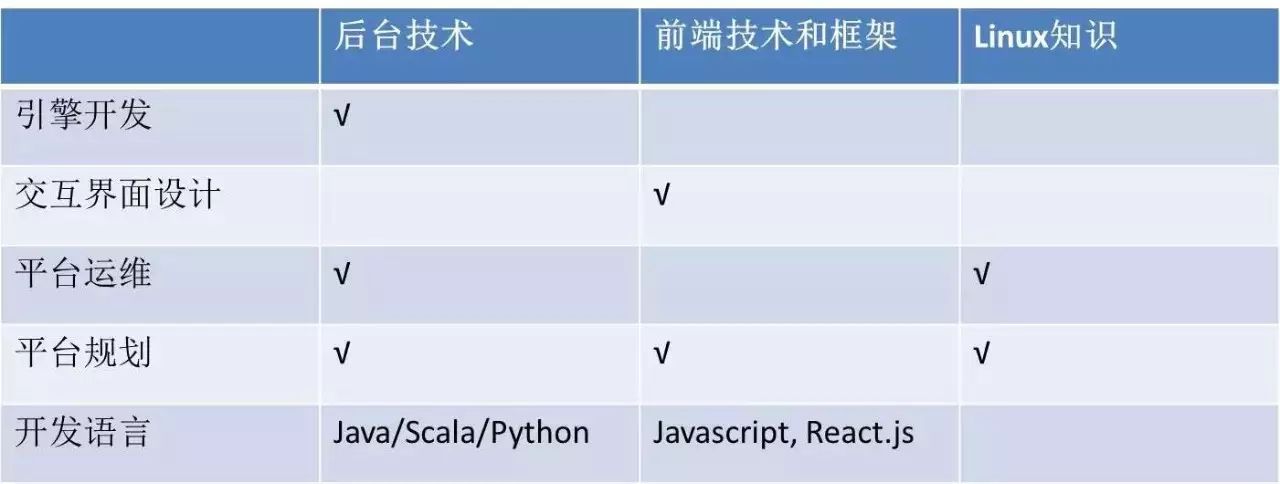 后台技术 前端技术和框架 Linux知识
引擎开发 √
交互界面设计 √
平台运维 √ √
平台规划 √ √ √
开发语言 Java/Scala/Python Javascript, React.js